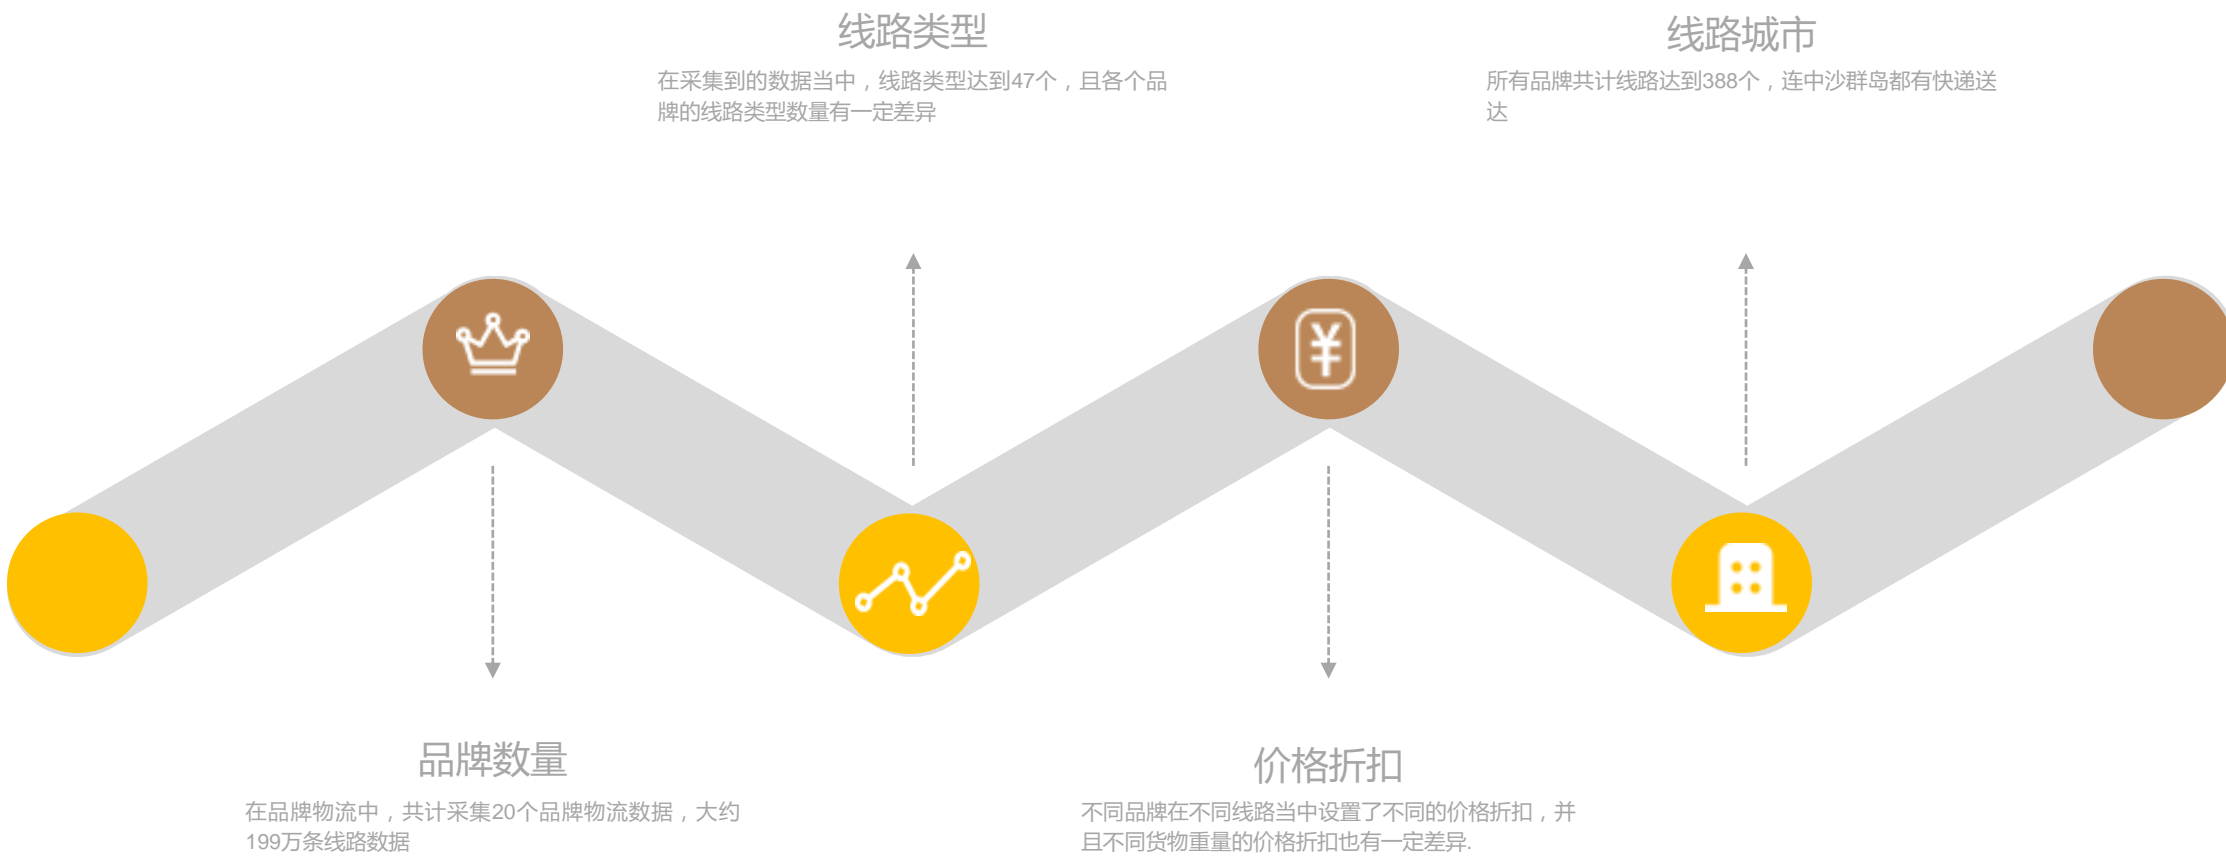 线路类型
在采集到的数据当中，线路类型达到47个，且各个品
牌的线路类型数量有一定差异
线路城市
所有品牌共计线路达到388个，连中沙群岛都有快递送
达
¥
品牌数量
在品牌物流中，共计采集20个品牌物流数据，大约
199万条线路数据
价格折扣
不同品牌在不同线路当中设置了不同的价格折扣，并
且不同货物重量的价格折扣也有一定差异.